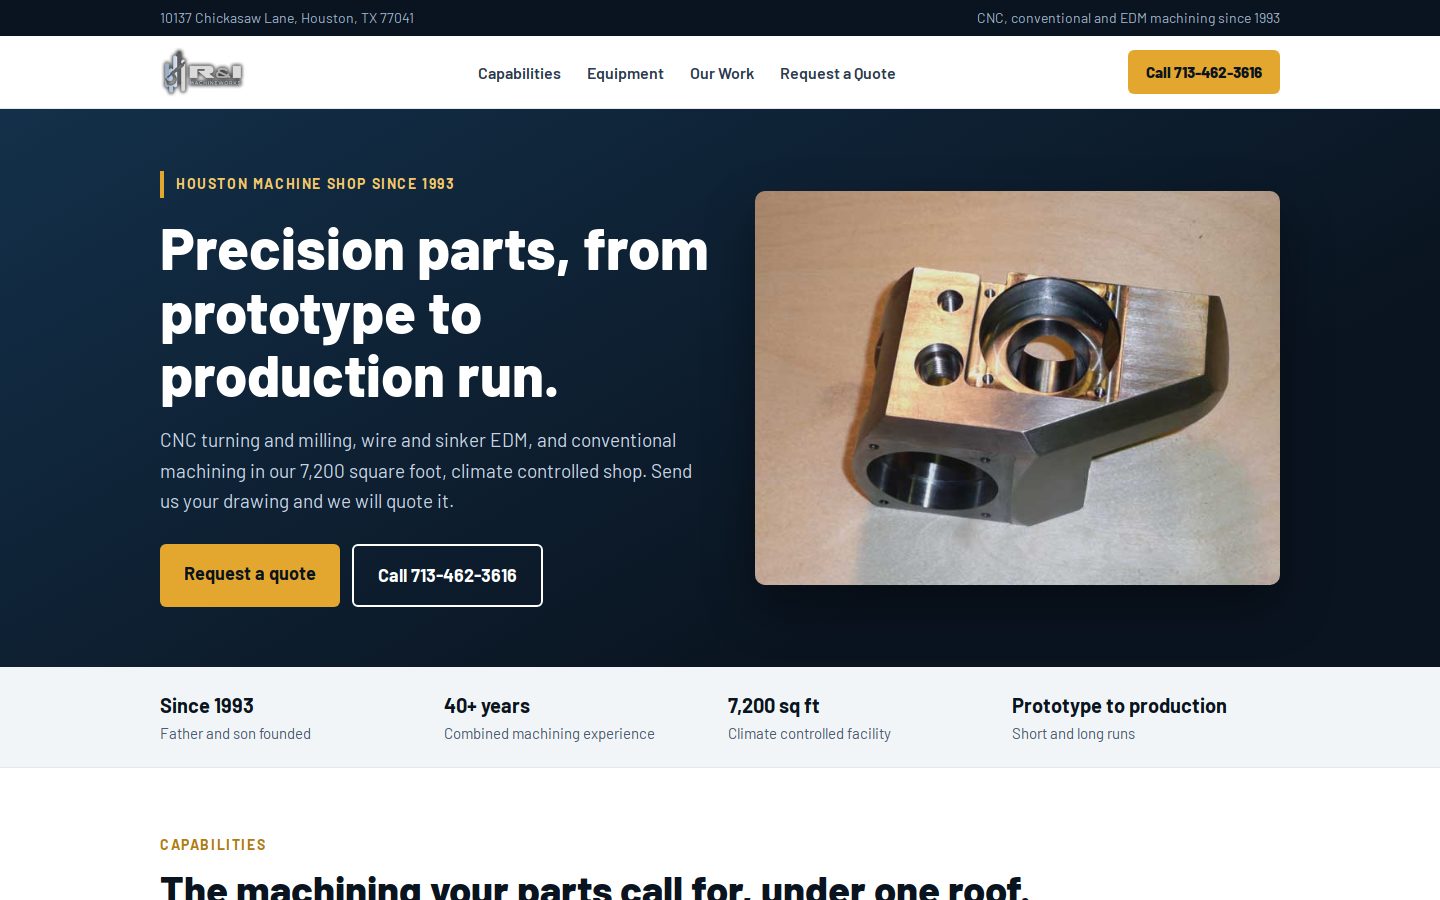 10137 Chickasaw Lane, Houston, TX 77041
CNC, conventional and EDM machining since 1993
R&I
MACHINEWORKS
Capabilities
Equipment
Our Work
Request a Quote
Call 713-462-3616
HOUSTON MACHINE SHOP SINCE 1993
Precision parts, from
prototype to
production run.
CNC turning and milling, wire and sinker EDM, and conventional
machining in our 7,200 square foot, climate controlled shop. Send
us your drawing and we will quote it.
Request a quote
Call 713-462-3616
Since 1993
Father and son founded
40+ years
Combined machining experience
7,200 sq ft
Climate controlled facility
Prototype to production
Short and long runs
CAPABILITIES
The machining your parts call for, under one roof.